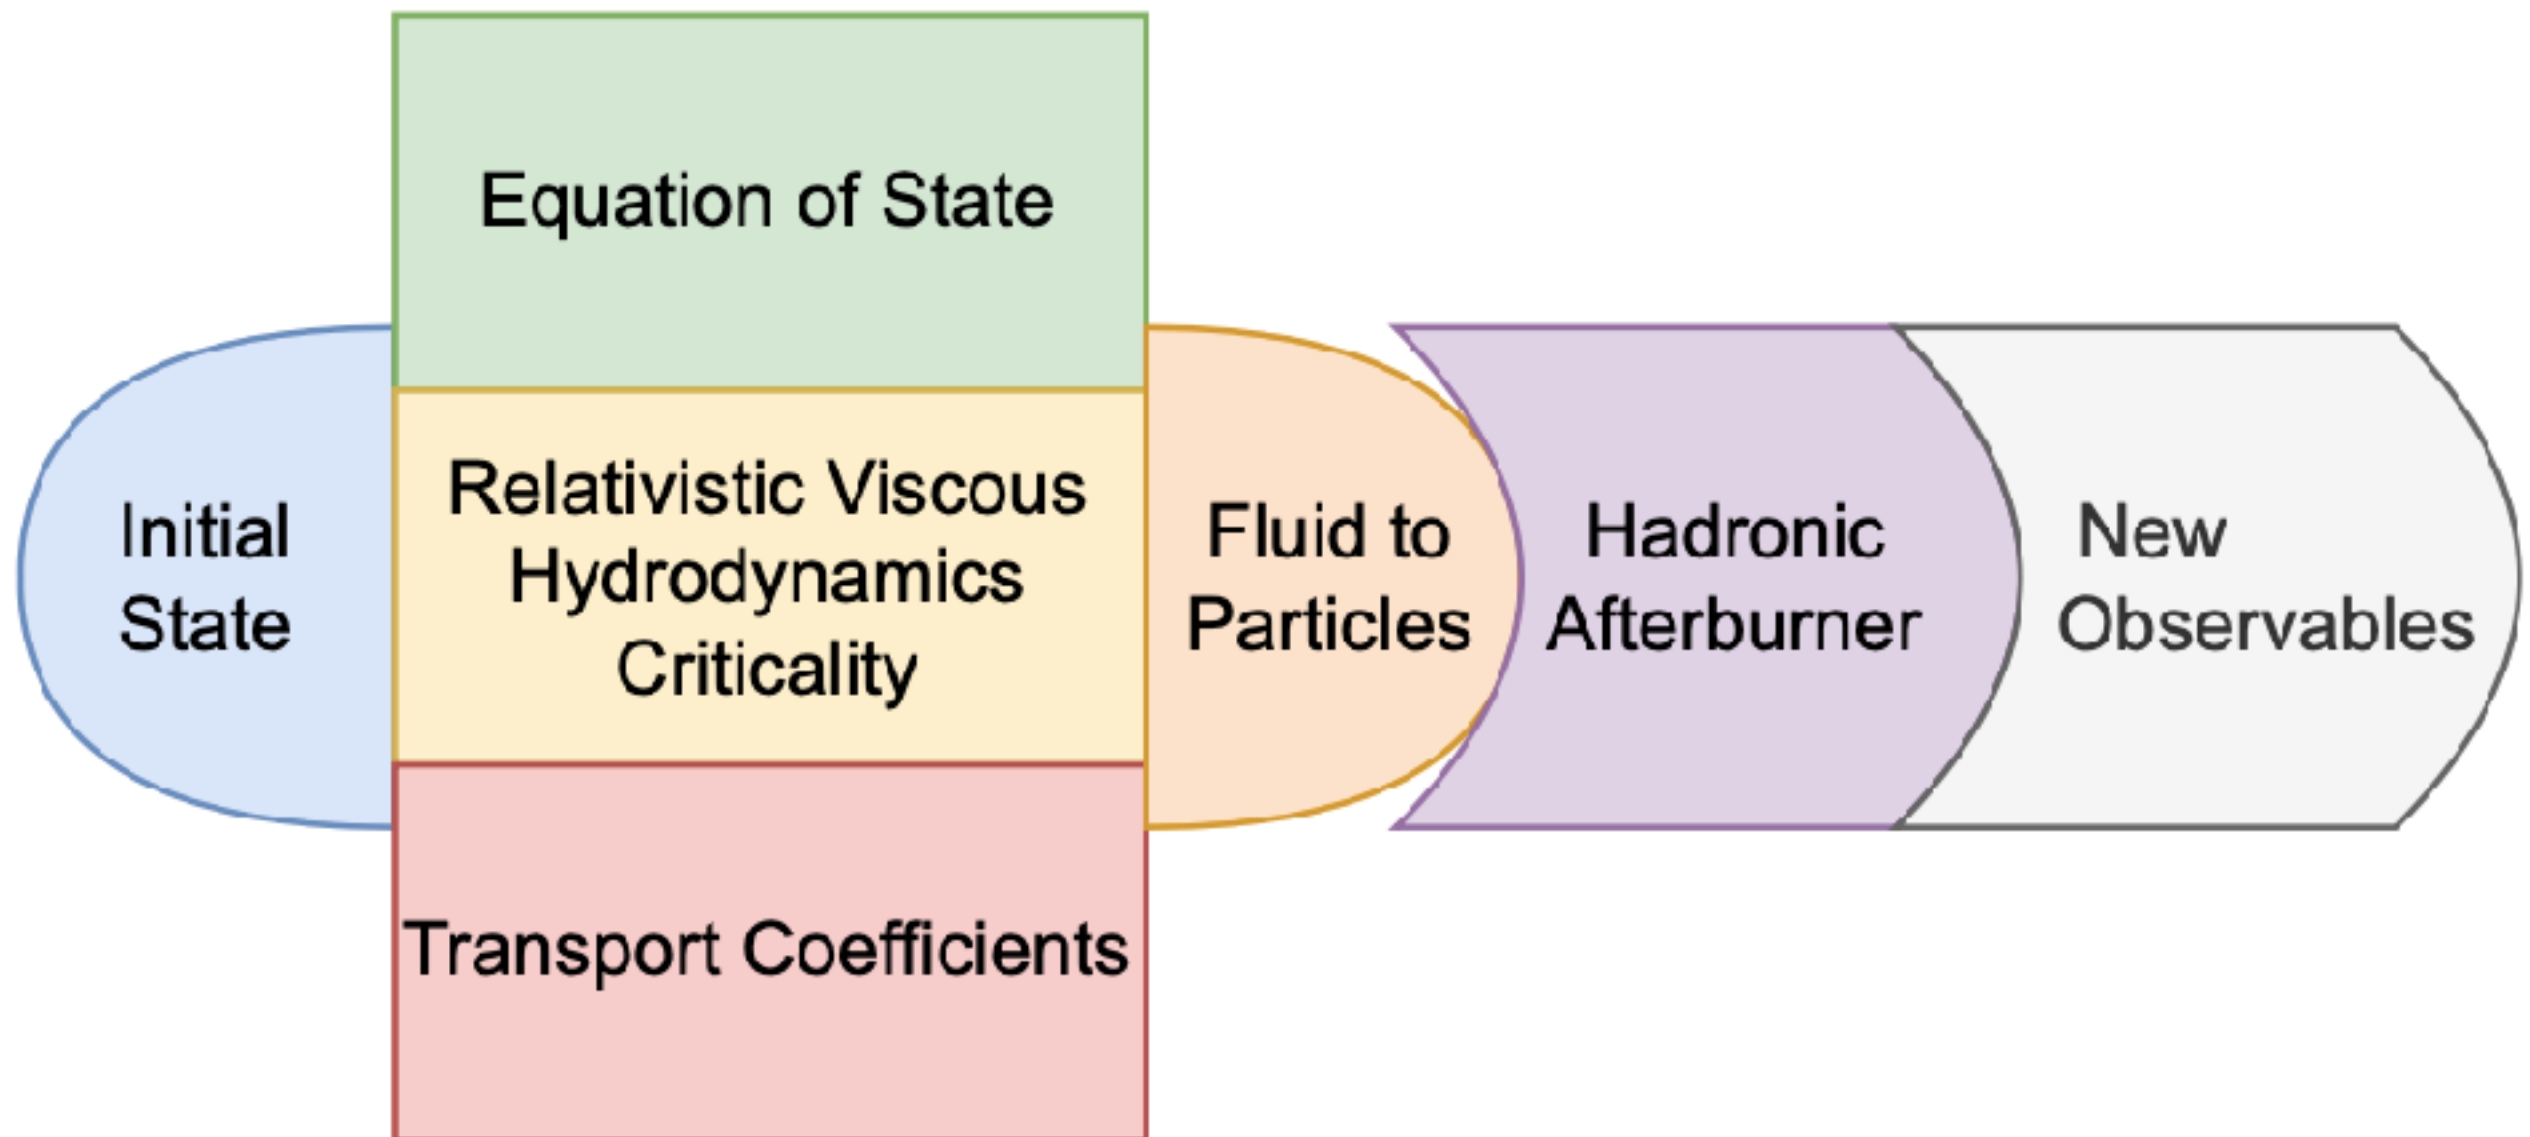 Equation of State
Initial
State
Relativistic Viscous
Hydrodynamics
Criticality
Fluid to
Particles
Hadronic
Afterburner
New
Observables
Transport Coefficients